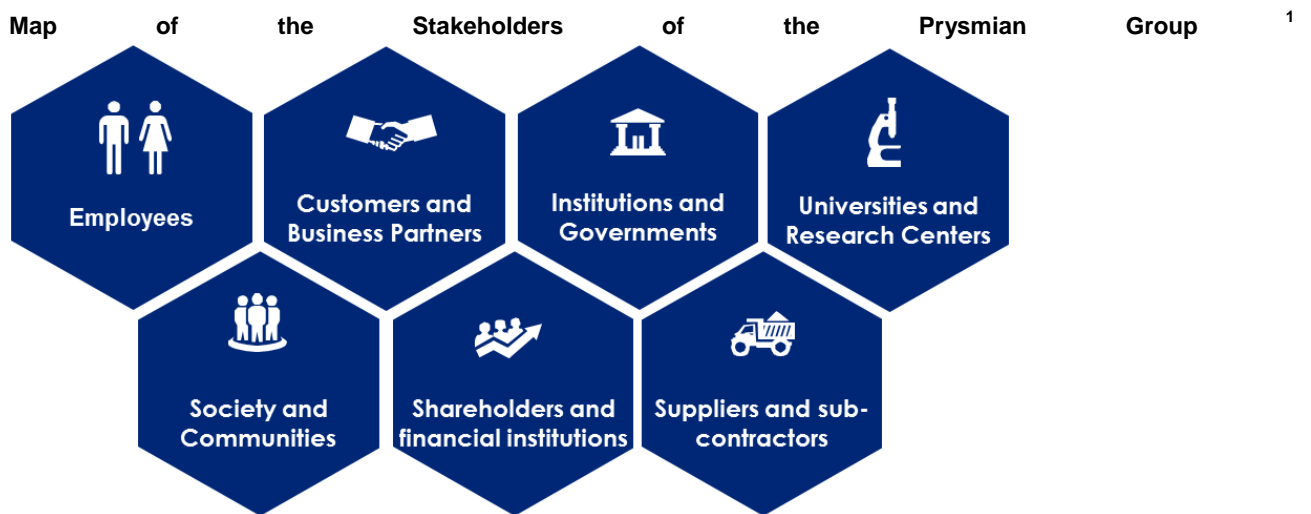 Map of the Stakeholders of the Prysmian Group 1
Employees
Customers and
Business Partners
Institutions and
Governments
Universities and
Research Centers
Society and
Communities
Shareholders and
financial institutions
Suppliers and sub-
contractors